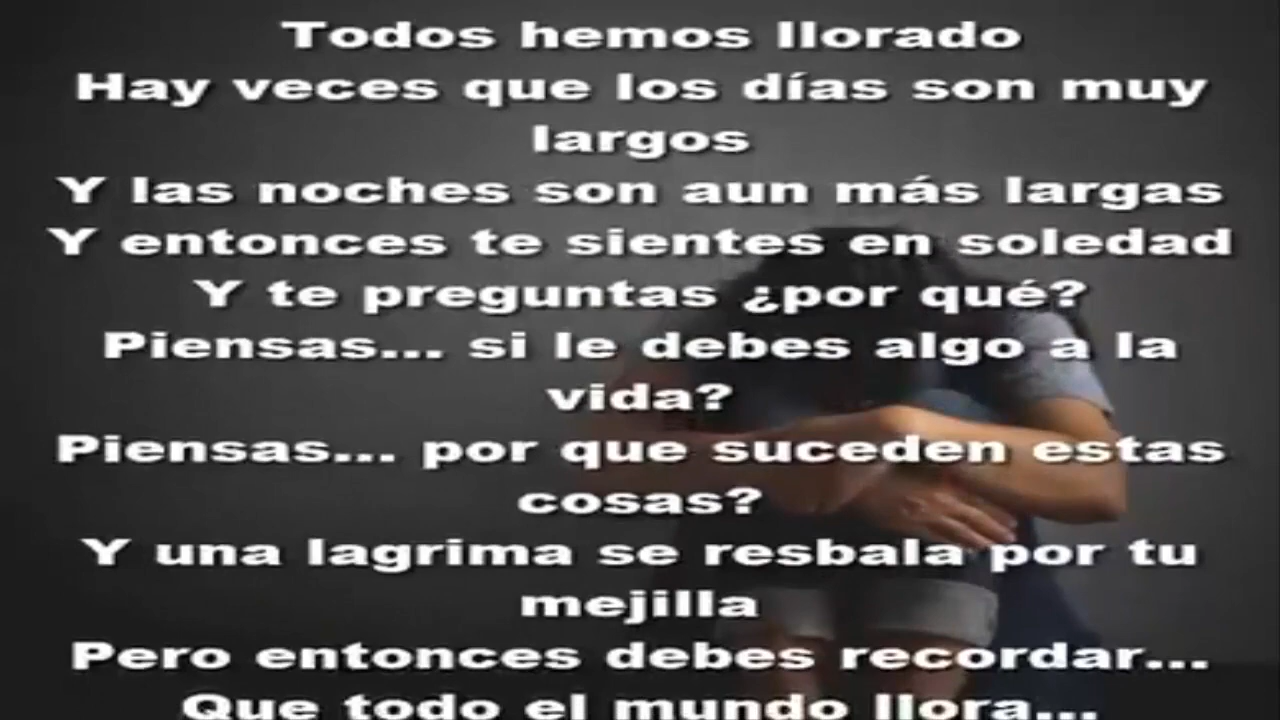 Todos hemos llorado
Hay veces que los días son muy
largos
Y las noches son aun más largas
Y entonces te sientes en soledad
Y te preguntas ¿por qué?
Piensas... si le debes algo a la
vida?
Piensas... por que suceden estas
cosas?
Y una lagrima se resbala por tu
mejilla
Pero entonces debes recordar...
Que todo el mundo llora...